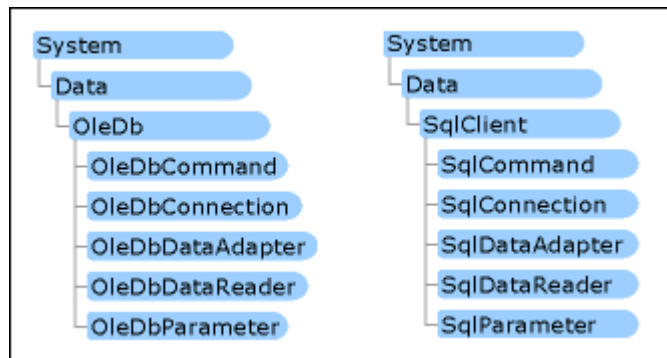 System
Data
OleDb
OleDbCommand
OleDbConnection
OleDbDataAdapter
OleDbDataReader
OleDbParameter
System
Data
SqlClient
SqlCommand
SqlConnection
SqlDataAdapter
SqlDataReader
SqlParameter